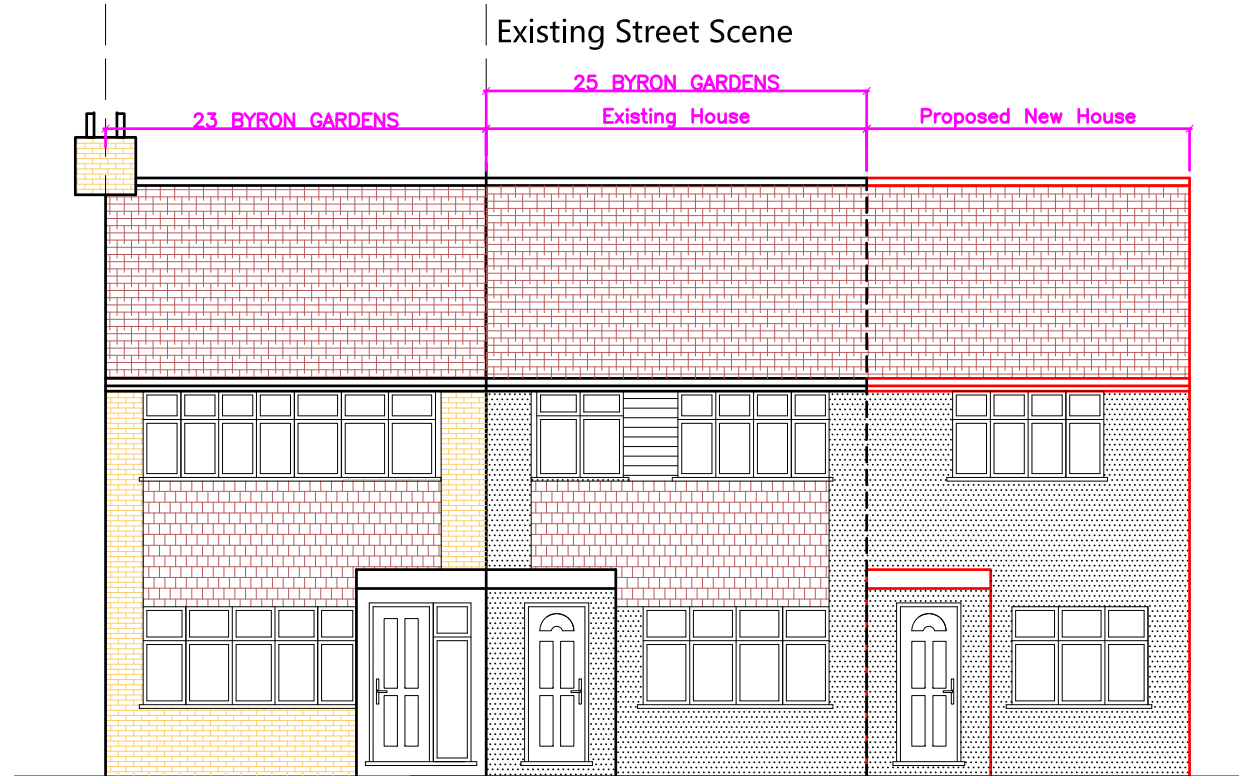 Existing Street Scene
25 BYRON GARDENS
23 BYRON GARDENS
Existing House
Proposed New House